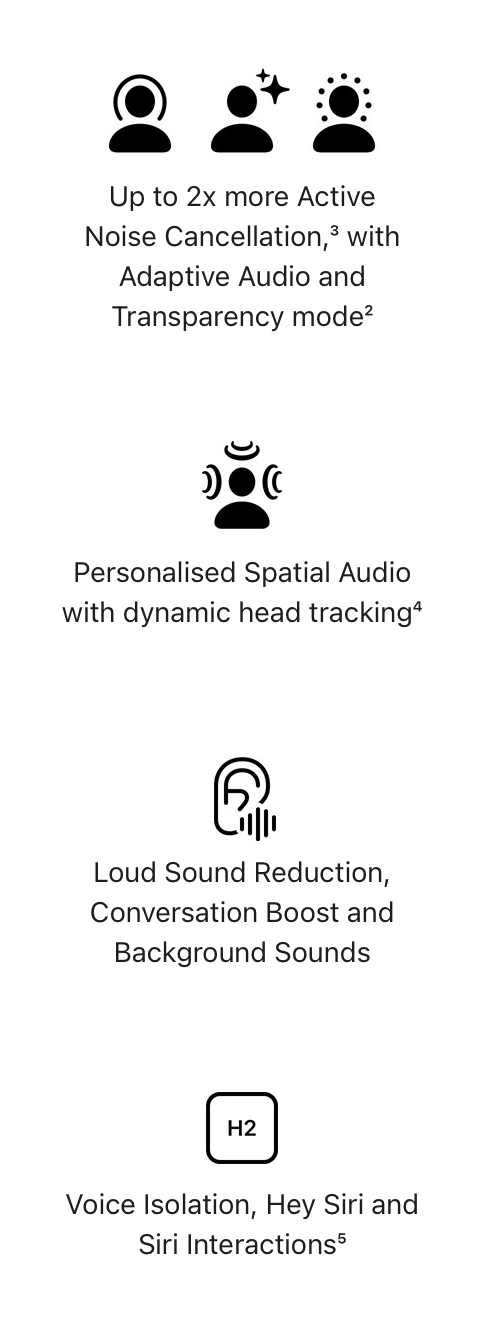 Up to 2x more Active
Noise Cancellation,³ with
Adaptive Audio and
Transparency mode²
Personalised Spatial Audio
with dynamic head tracking⁴
Loud Sound Reduction,
Conversation Boost and
Background Sounds
H2
Voice Isolation, Hey Siri and
Siri Interactions⁵